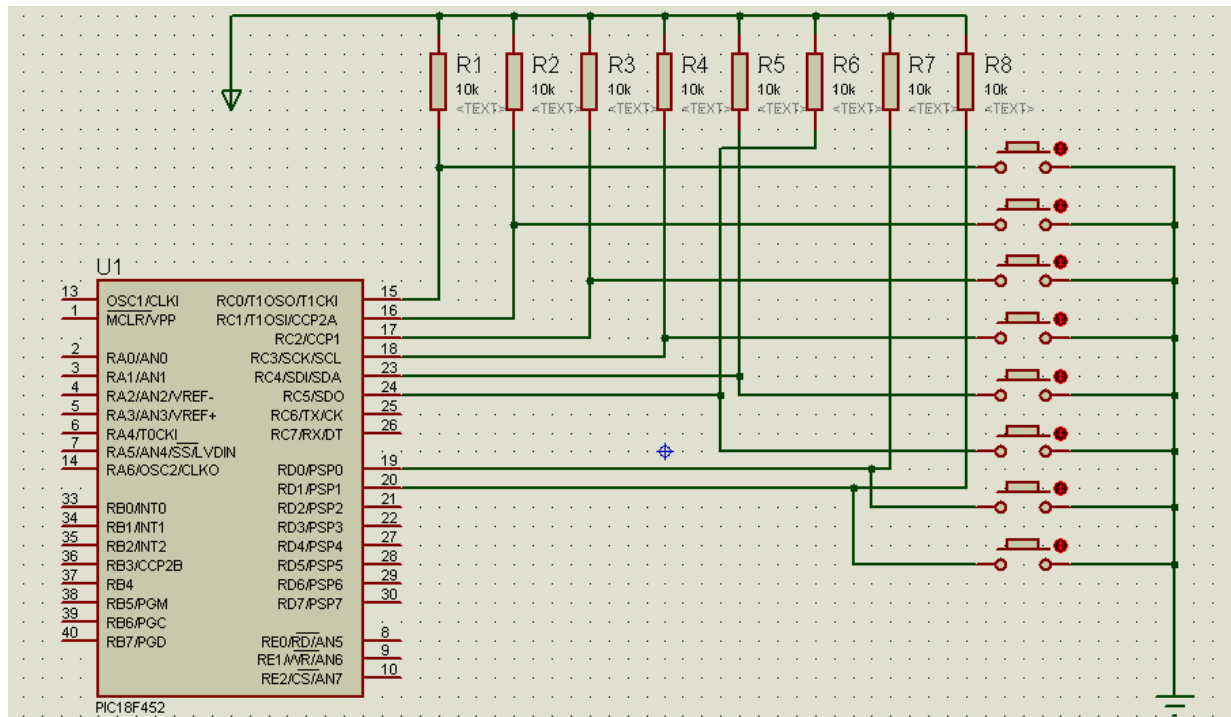 R1 R2 R3 R4 R5 R6 R7 R8
10k 10k 10k 10k 10k 10k 10k 10k
<TEXT> <TEXT> <TEXT> <TEXT> <TEXT> <TEXT> <TEXT> <TEXT>
U1
13 OSC1/CLKI RC0/T1OSO/T1CKI 15
1 MCLR/VPP RC1/T1OSI/CCP2A 16
RC2/CCP1 17
2 RA0/AN0 RC3/SCK/SCL 18
3 RA1/AN1 RC4/SDI/SDA 23
4 RA2/AN2/VREF- RC5/SDO 24
5 RA3/AN3/VREF+ RC6/TX/CK 25
6 RA4/T0CKI RC7/RX/DT 26
7 RA5/AN4/SS/LVDIN
14 RA6/OSC2/CLKO RD0/PSP0 19
RD1/PSP1 20
33 RB0/INT0 RD2/PSP2 21
34 RB1/INT1 RD3/PSP3 22
35 RB2/INT2 RD4/PSP4 27
36 RB3/CCP2B RD5/PSP5 28
37 RB4 RD6/PSP6 29
38 RB5/PGM RD7/PSP7 30
39 RB6/PGC
40 RB7/PGD RE0/RD/AN5 8
RE1/WR/AN6 9
RE2/CS/AN7 10
PIC18F452